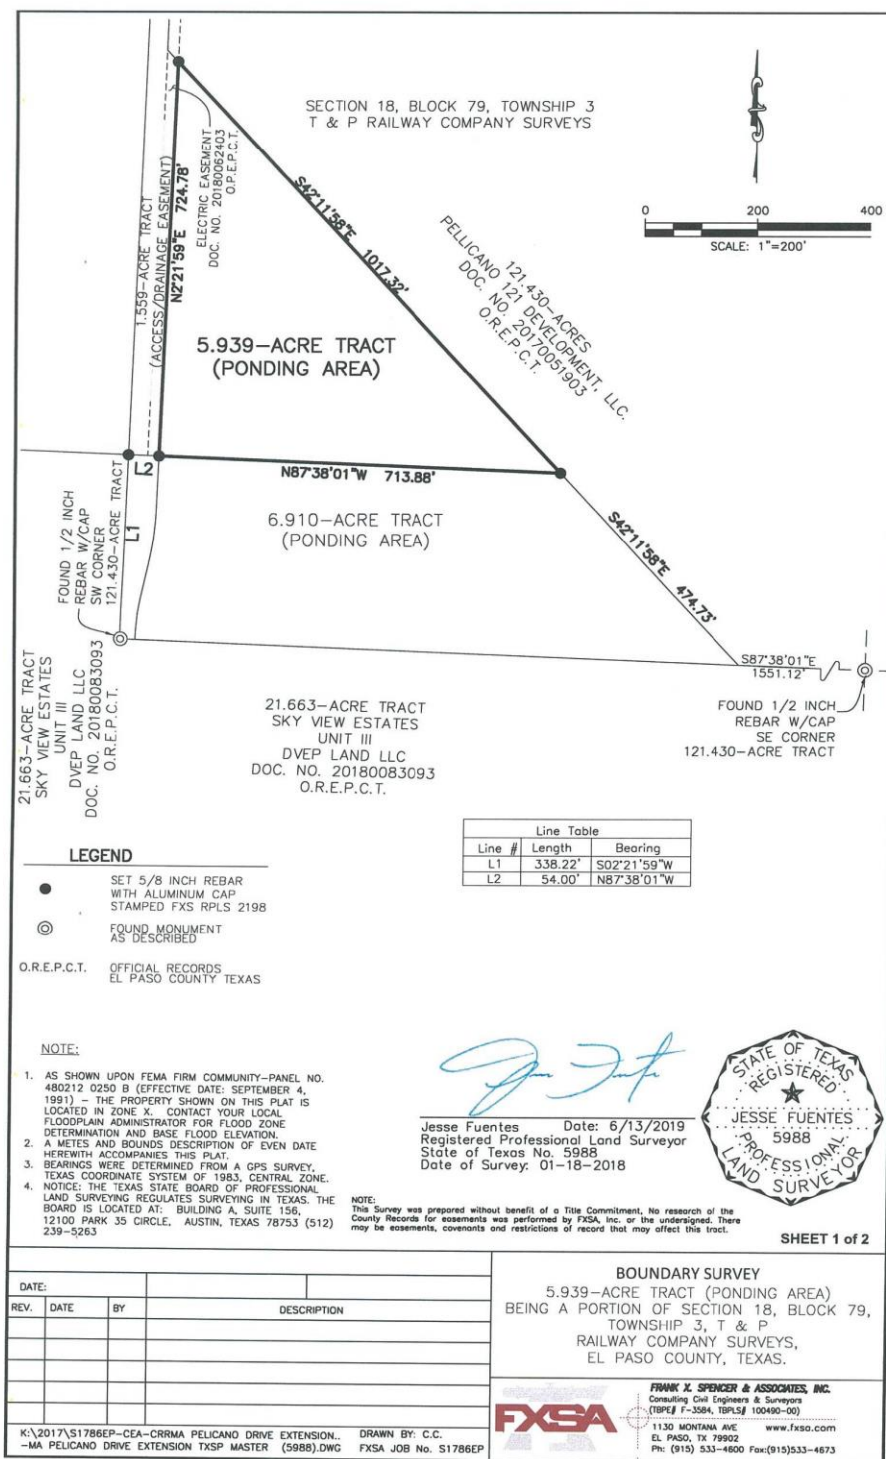 SECTION 18, BLOCK 79, TOWNSHIP 3
T & P RAILWAY COMPANY SURVEYS
0 200 400
SCALE: 1"=200'
1.559-ACRE TRACT
(ACCESS/DRAINAGE EASEMENT)
N2°21'59"E 724.78'
ELECTRIC EASEMENT
DOC. NO. 20180062403
O.R.E.P.C.T.
S42°11'58"E 1017.32'
121.430-ACRES
PELLICANO 121 DEVELOPMENT, LLC.
DOC. NO. 20170051903
O.R.E.P.C.T.
5.939-ACRE TRACT
(PONDING AREA)
L2
N87°38'01"W 713.88'
6.910-ACRE TRACT
(PONDING AREA)
L1
FOUND 1/2 INCH
REBAR W/CAP
SW CORNER
121.430-ACRE TRACT
S42°11'58"E 474.73'
S87°38'01"E
1551.12'
FOUND 1/2 INCH
REBAR W/CAP
SE CORNER
121.430-ACRE TRACT
21.663-ACRE TRACT
SKY VIEW ESTATES
UNIT III
DVEP LAND LLC
DOC. NO. 20180083093
O.R.E.P.C.T.
21.663-ACRE TRACT
SKY VIEW ESTATES
UNIT III
DVEP LAND LLC
DOC. NO. 20180083093
O.R.E.P.C.T.
Line Table
Line # Length Bearing
L1 338.22' S02°21'59"W
L2 54.00' N87°38'01"W
LEGEND
SET 5/8 INCH REBAR
WITH ALUMINUM CAP
STAMPED FXS RPLS 2198
FOUND MONUMENT
AS DESCRIBED
O.R.E.P.C.T. OFFICIAL RECORDS
EL PASO COUNTY TEXAS
NOTE:
1. AS SHOWN UPON FEMA FIRM COMMUNITY-PANEL NO.
480212 0250 B (EFFECTIVE DATE: SEPTEMBER 4,
1991) - THE PROPERTY SHOWN ON THIS PLAT IS
LOCATED IN ZONE X. CONTACT YOUR LOCAL
FLOODPLAIN ADMINISTRATOR FOR FLOOD ZONE
DETERMINATION AND BASE FLOOD ELEVATION.
2. A METES AND BOUNDS DESCRIPTION OF EVEN DATE
HEREWITH ACCOMPANIES THIS PLAT.
3. BEARINGS WERE DETERMINED FROM A GPS SURVEY,
TEXAS COORDINATE SYSTEM OF 1983, CENTRAL ZONE.
4. NOTICE: THE TEXAS STATE BOARD OF PROFESSIONAL
LAND SURVEYING REGULATES SURVEYING IN TEXAS. THE
BOARD IS LOCATED AT: BUILDING A, SUITE 156,
12100 PARK 35 CIRCLE, AUSTIN, TEXAS 78753 (512)
239-5263
Jesse Fuentes Date: 6/13/2019
Registered Professional Land Surveyor
State of Texas No. 5988
Date of Survey: 01-18-2018
STATE OF TEXAS
REGISTERED
JESSE FUENTES
5988
PROFESSIONAL
LAND SURVEYOR
NOTE:
This Survey was prepared without benefit of a Title Commitment, No research of the
County Records for easements was performed by FXSA, Inc. or the undersigned. There
may be easements, covenants and restrictions of record that may affect this tract.
SHEET 1 of 2
DATE:
REV. DATE BY DESCRIPTION
BOUNDARY SURVEY
5.939-ACRE TRACT (PONDING AREA)
BEING A PORTION OF SECTION 18, BLOCK 79,
TOWNSHIP 3, T & P
RAILWAY COMPANY SURVEYS,
EL PASO COUNTY, TEXAS.
K:\2017\S1786EP-CEA-CRRMA PELICANO DRIVE EXTENSION..
-MA PELICANO DRIVE EXTENSION TXSP MASTER (5988).DWG
DRAWN BY: C.C.
FXSA JOB No. S1786EP
FXSA
FRANK X. SPENCER & ASSOCIATES, INC.
Consulting Civil Engineers & Surveyors
(TBPE# F-3584, TBPLS# 100490-00)
1130 MONTANA AVE www.fxsa.com
EL PASO, TX 79902
Ph: (915) 533-4600 Fax:(915)533-4673